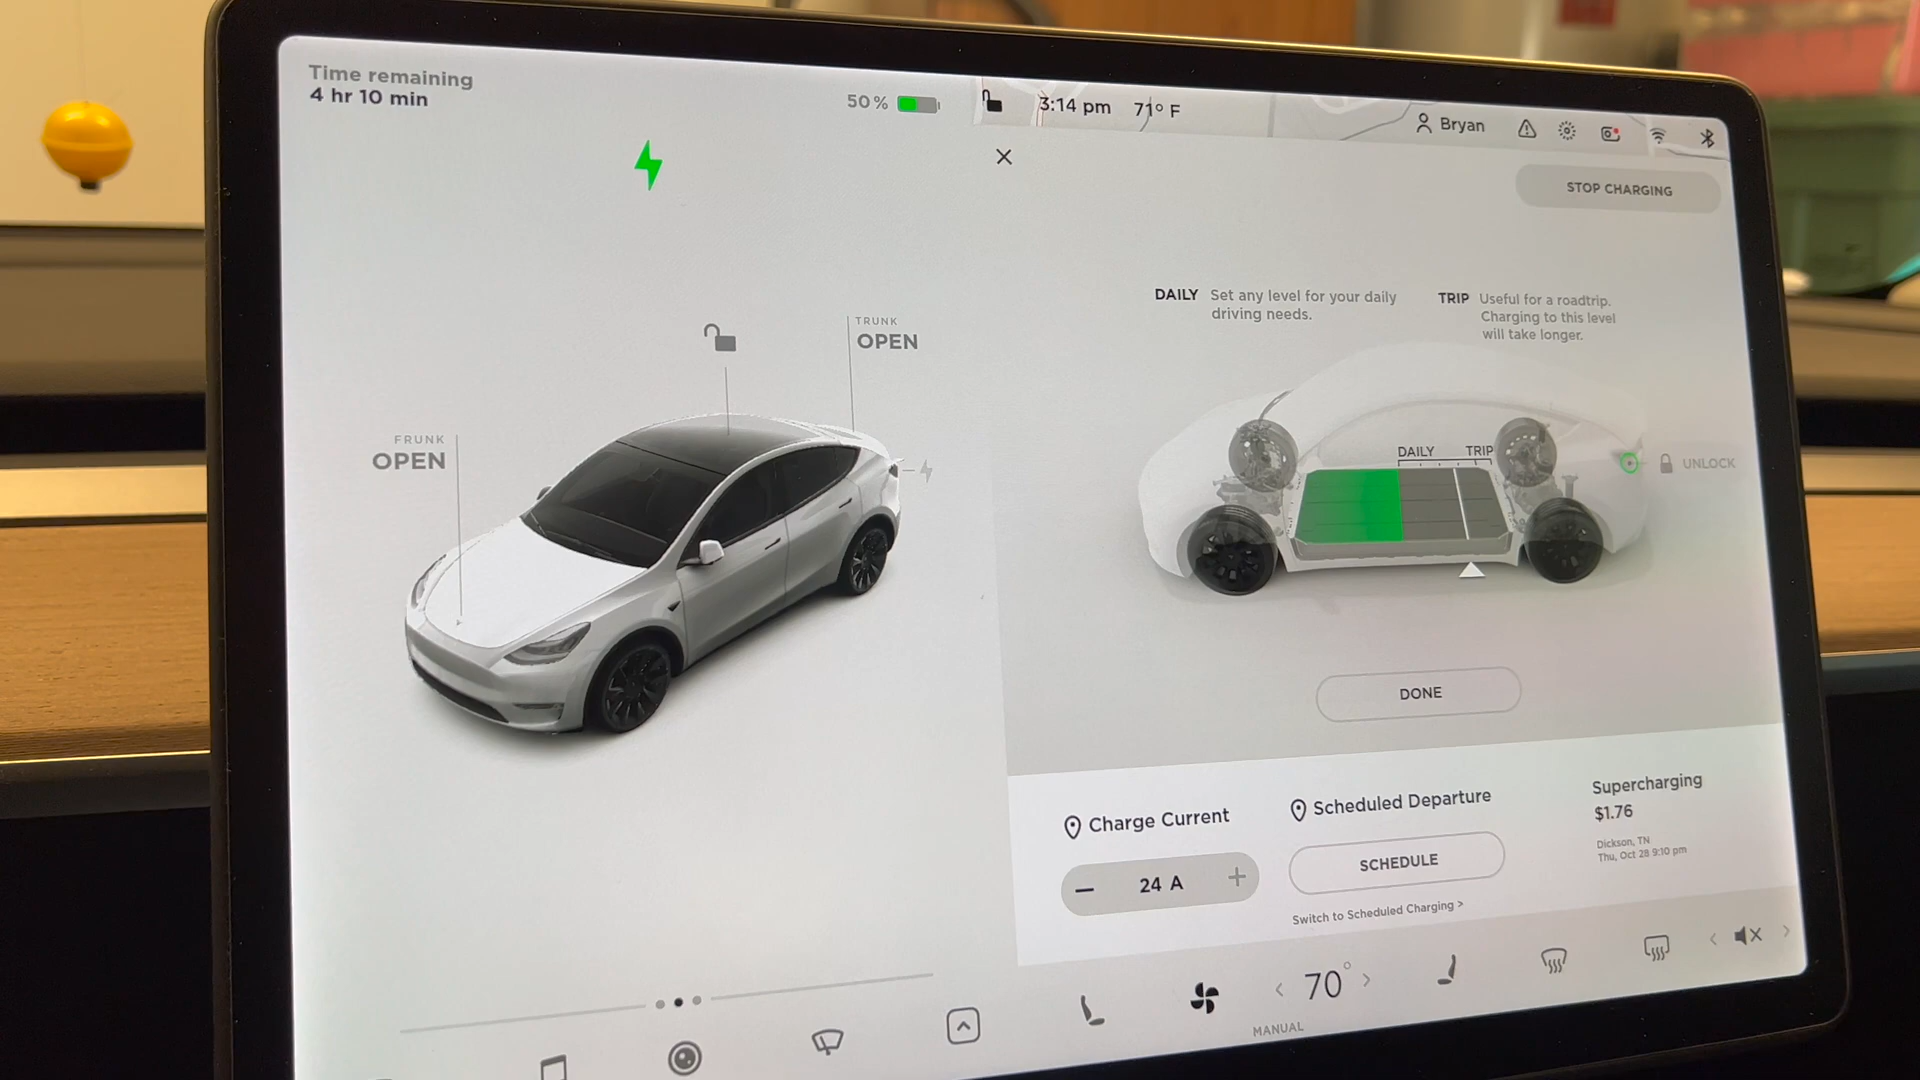 Time remaining
4 hr 10 min
50 %
3:14 pm 71° F
Bryan
STOP CHARGING
DAILY Set any level for your daily
driving needs.
TRIP Useful for a roadtrip.
Charging to this level
will take longer.
TRUNK
OPEN
FRUNK
OPEN
DAILY TRIP
UNLOCK
DONE
Charge Current
24 A
Scheduled Departure
SCHEDULE
Switch to Scheduled Charging >
Supercharging
$1.76
Dickson, TN
Thu, Oct 28 9:10 pm
70°
MANUAL